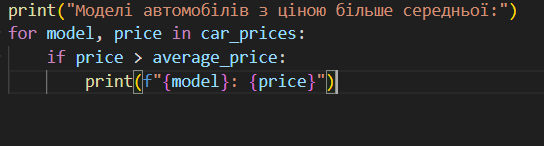 print("Моделі автомобілів з ціною більше середньої:")
for model, price in car_prices:
    if price > average_price:
        print(f"{model}: {price}")